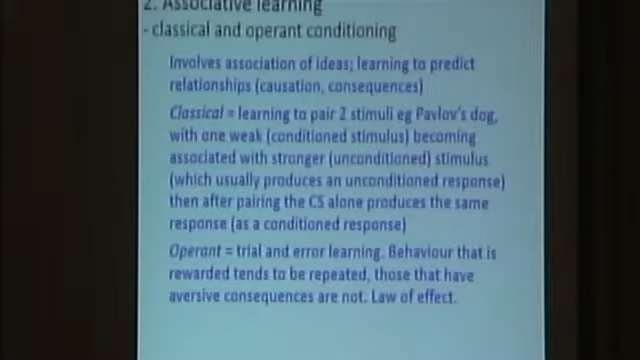 2. Associative learning
- classical and operant conditioning
Involves association of ideas; learning to predict
relationships (causation, consequences)
Classical = learning to pair 2 stimuli eg Pavlov's dog,
with one weak (conditioned stimulus) becoming
associated with stronger (unconditioned) stimulus
(which usually produces an unconditioned response)
then after pairing the CS alone produces the same
response (as a conditioned response)
Operant = trial and error learning. Behaviour that is
rewarded tends to be repeated, those that have
aversive consequences are not. Law of effect.